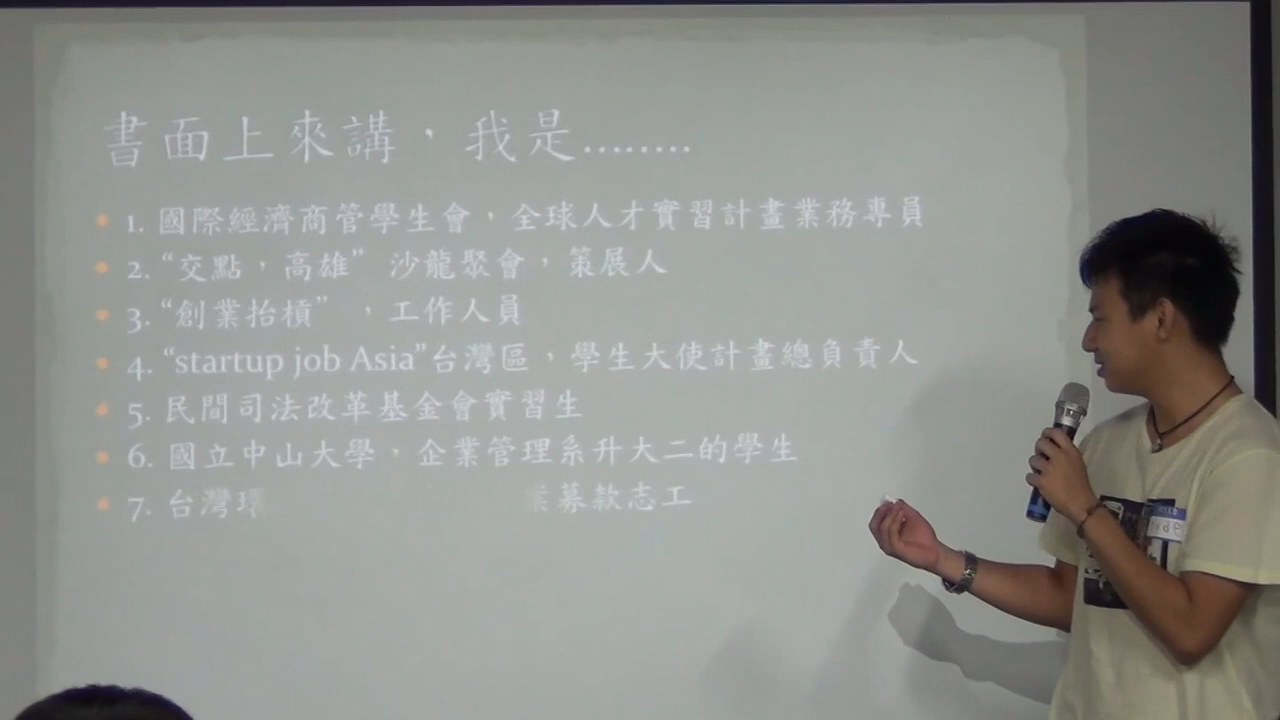 書面上來講，我是........
1. 國際經濟商管學生會，全球人才實習計畫業務專員
2. “交點，高雄” 沙龍聚會，策展人
3. “創業抬槓” ，工作人員
4. “startup job Asia”台灣區，學生大使計畫總負責人
5. 民間司法改革基金會實習生
6. 國立中山大學，企業管理系升大二的學生
7. 台灣環 募款志工